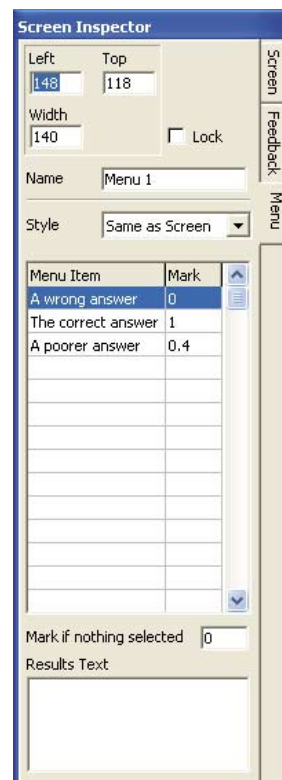 Screen Inspector
Left Top
148 118
Width
140 Lock
Name Menu 1
Style Same as Screen
Menu Item Mark
A wrong answer 0
The correct answer 1
A poorer answer 0.4
Mark if nothing selected 0
Results Text
Screen
Feedback
Menu